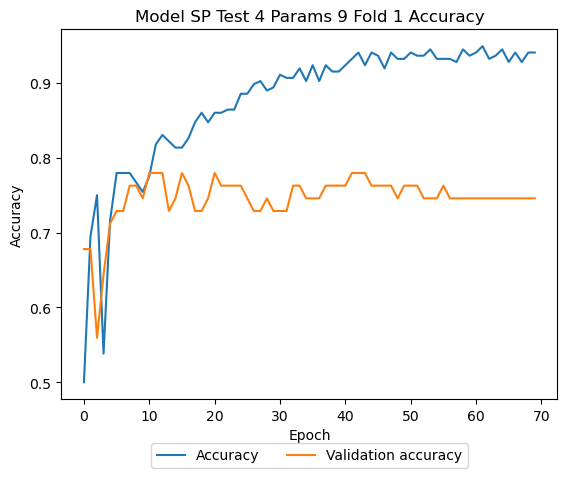 Model SP Test 4 Params 9 Fold 1 Accuracy
Accuracy
0.9
0.8
0.7
0.6
0.5
0 10 20 30 40 50 60 70
Epoch
Accuracy Validation accuracy